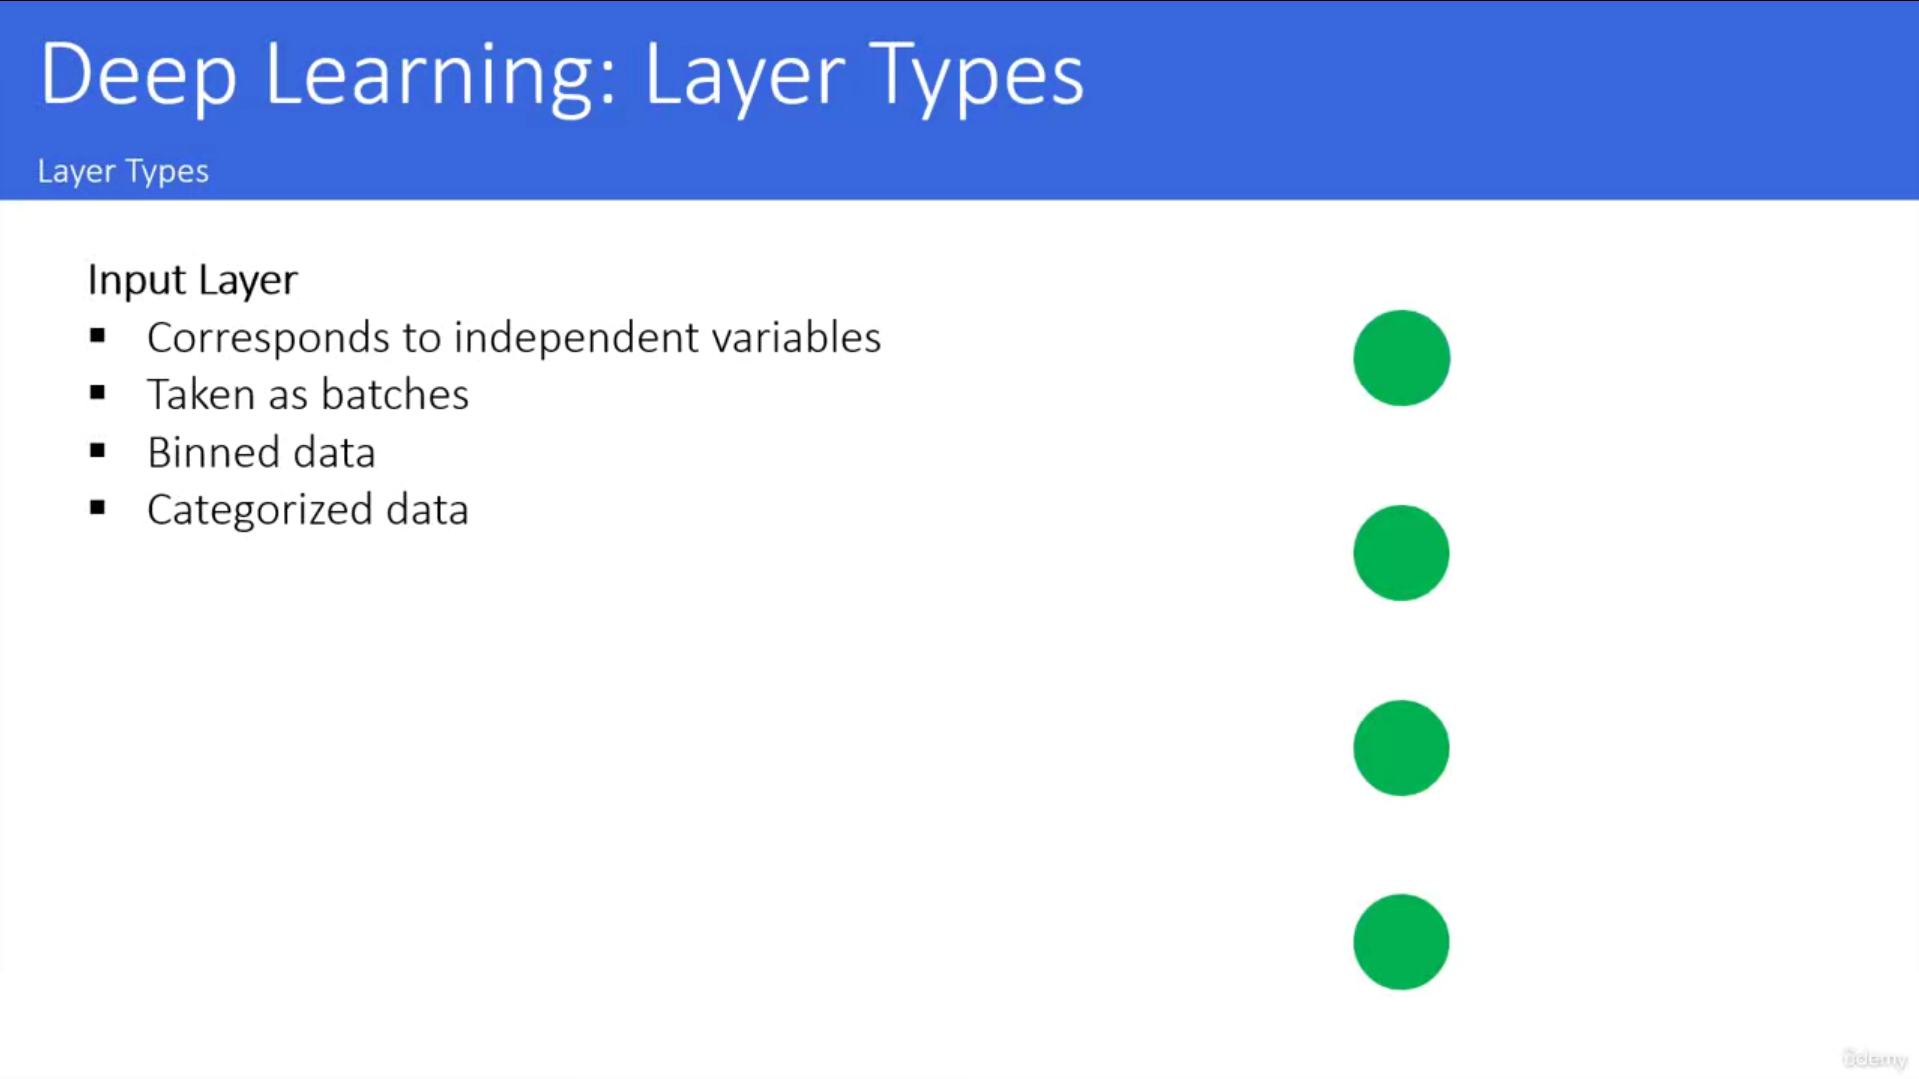 Deep Learning: Layer Types
Layer Types
Input Layer
▪ Corresponds to independent variables
▪ Taken as batches
▪ Binned data
▪ Categorized data
ûdemy